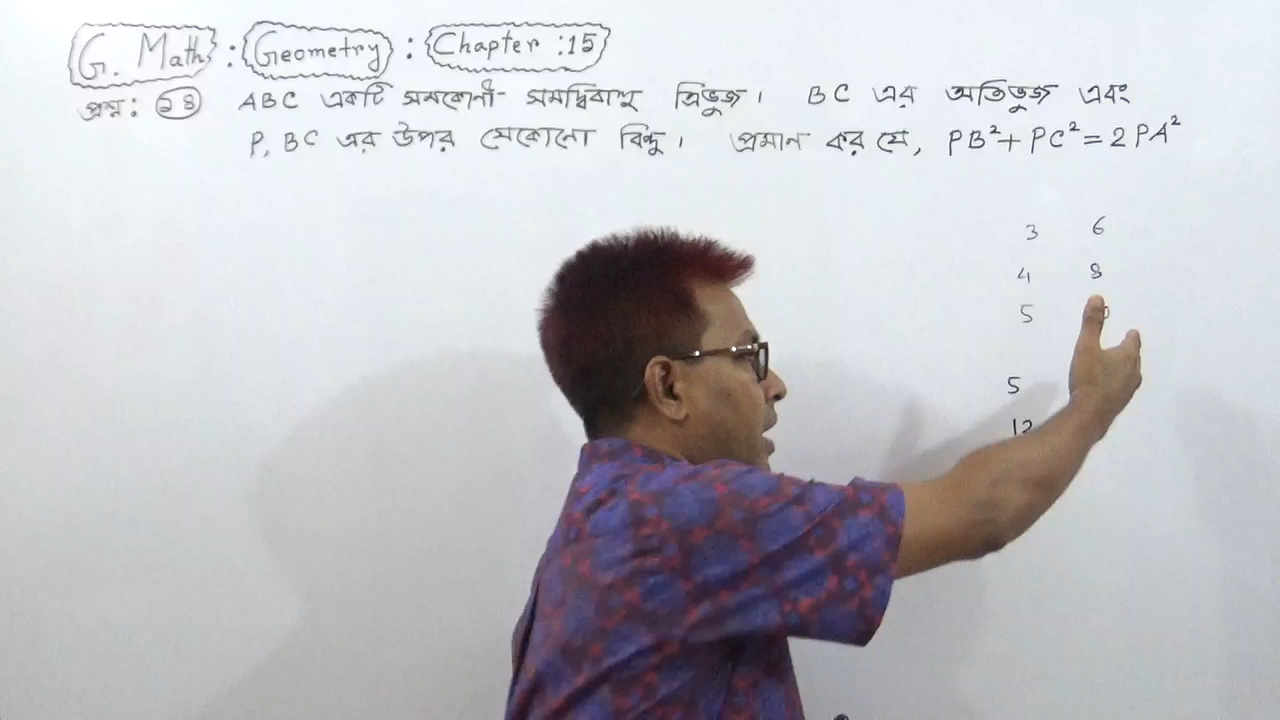 G. Math : Geometry : Chapter :15
প্রশ্ন: ২৪ ABC একটি সমকোণী সমদ্বিবাহু ত্রিভুজ। BC এর অতিভুজ এবং
P, BC এর উপর যেকোনো বিন্দু। প্রমান কর যে, PB²+PC²=2PA²
3 6
4 8
5
5
12